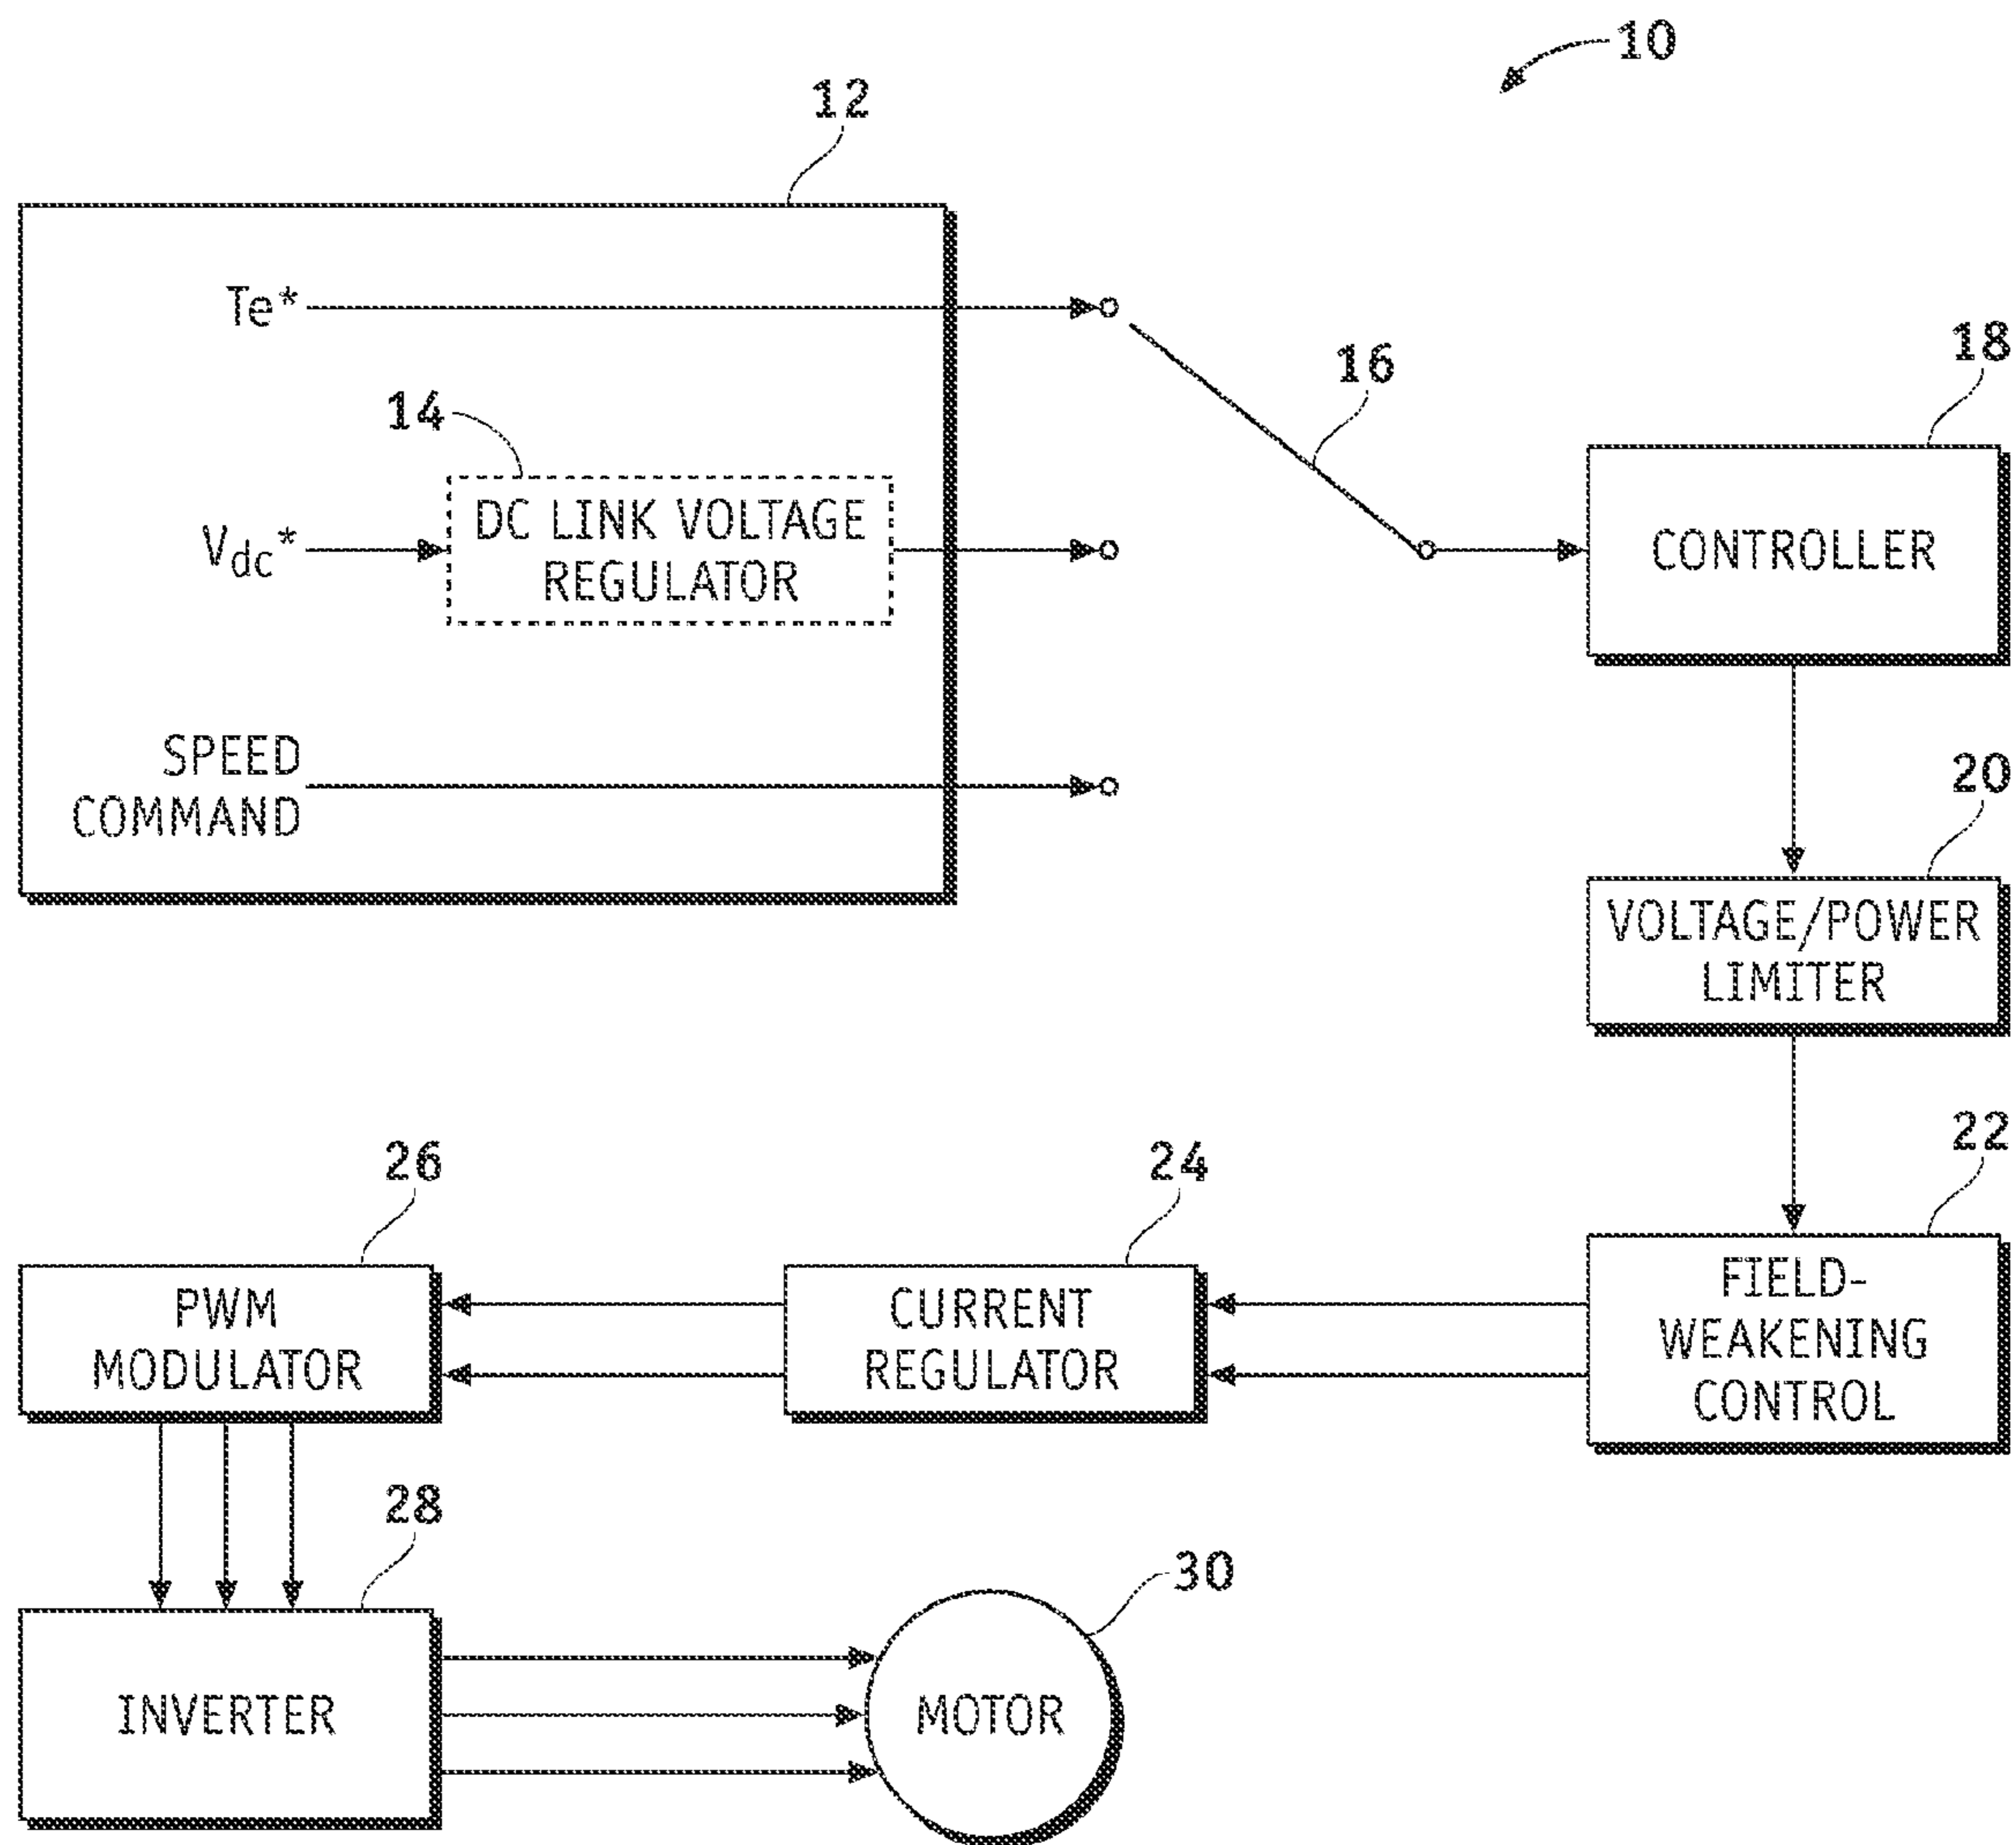 10
12
Te*
16
18
14
DC LINK VOLTAGE
REGULATOR
Vdc*
CONTROLLER
SPEED
COMMAND
20
VOLTAGE/POWER
LIMITER
22
FIELD-
WEAKENING
CONTROL
24
CURRENT
REGULATOR
26
PWM
MODULATOR
28
INVERTER
30
MOTOR